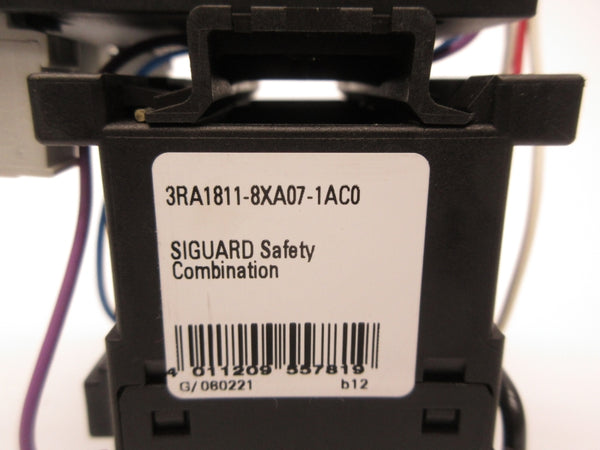 3RA1811-8XA07-1AC0
SIGUARD Safety
Combination
4 011209 557819
G/080221 b12